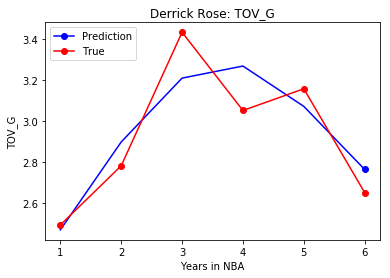 Derrick Rose: TOV_G
Prediction
True
3.4
3.2
3.0
2.8
2.6
TOV_G
1 2 3 4 5 6
Years in NBA